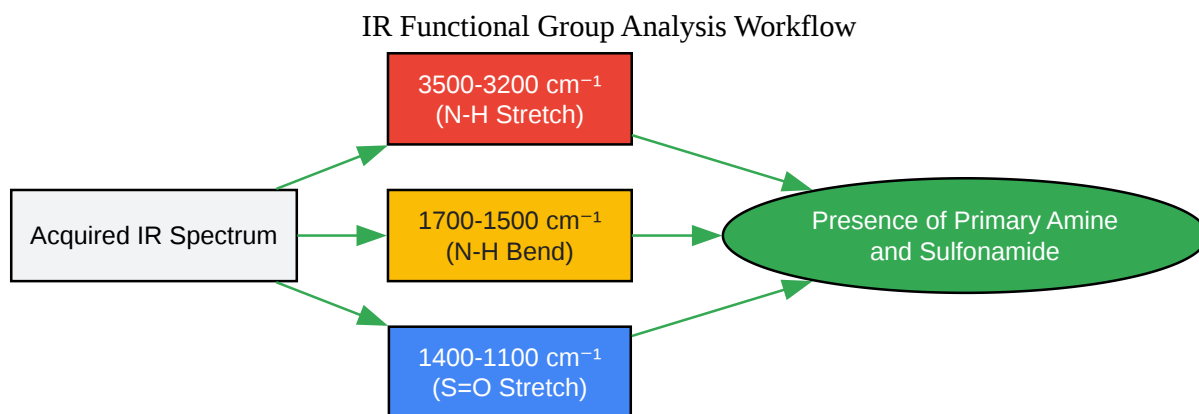 IR Functional Group Analysis Workflow
3500-3200 cm⁻¹
(N-H Stretch)
Acquired IR Spectrum
1700-1500 cm⁻¹
(N-H Bend)
Presence of Primary Amine
and Sulfonamide
1400-1100 cm⁻¹
(S=O Stretch)